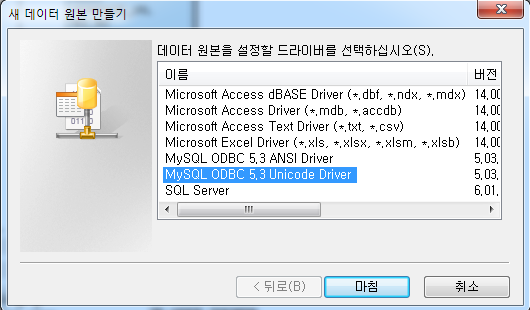 새 데이터 원본 만들기
데이터 원본을 설정할 드라이버를 선택하십시오(S).
이름 버전
Microsoft Access dBASE Driver (*.dbf, *.ndx, *.mdx) 14.00
Microsoft Access Driver (*.mdb, *.accdb) 14.00
Microsoft Access Text Driver (*.txt, *.csv) 14.00
Microsoft Excel Driver (*.xls, *.xlsx, *.xlsm, *.xlsb) 14.00
MySQL ODBC 5.3 ANSI Driver 5.03.
MySQL ODBC 5.3 Unicode Driver 5.03.
SQL Server 6.01.
< 뒤로(B) 마침 취소